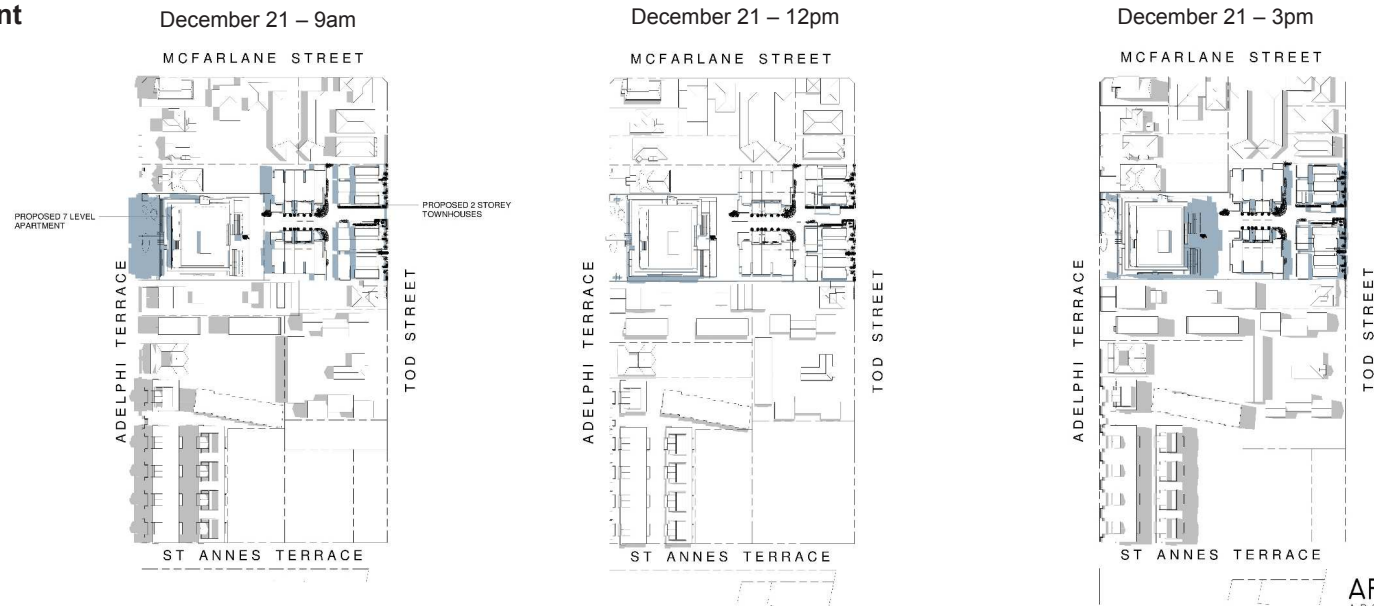 nt
December 21 – 9am
December 21 – 12pm
December 21 – 3pm
MCFARLANE STREET
MCFARLANE STREET
MCFARLANE STREET
PROPOSED 7 LEVEL
APARTMENT
PROPOSED 2 STOREY
TOWNHOUSES
ADELPHI TERRACE
TOD STREET
ADELPHI TERRACE
TOD STREET
ADELPHI TERRACE
TOD STREET
ST ANNES TERRACE
ST ANNES TERRACE
ST ANNES TERRACE